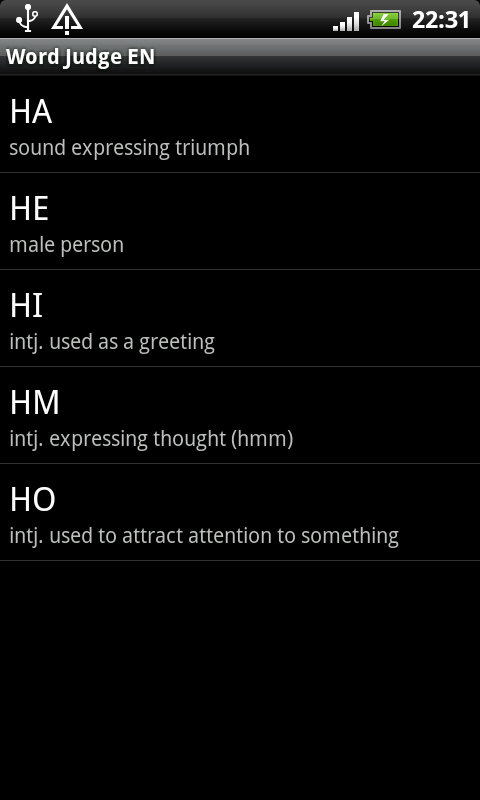 22:31
Word Judge EN
HA
sound expressing triumph
HE
male person
HI
intj. used as a greeting
HM
intj. expressing thought (hmm)
HO
intj. used to attract attention to something